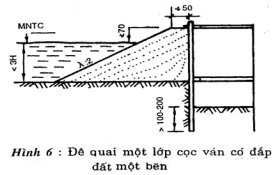 ≮50
MNTC
≮70
< 3H
λ:2
> 100-200
Hình 6 : Đê quai một lớp cọc ván có đắp
đất một bên